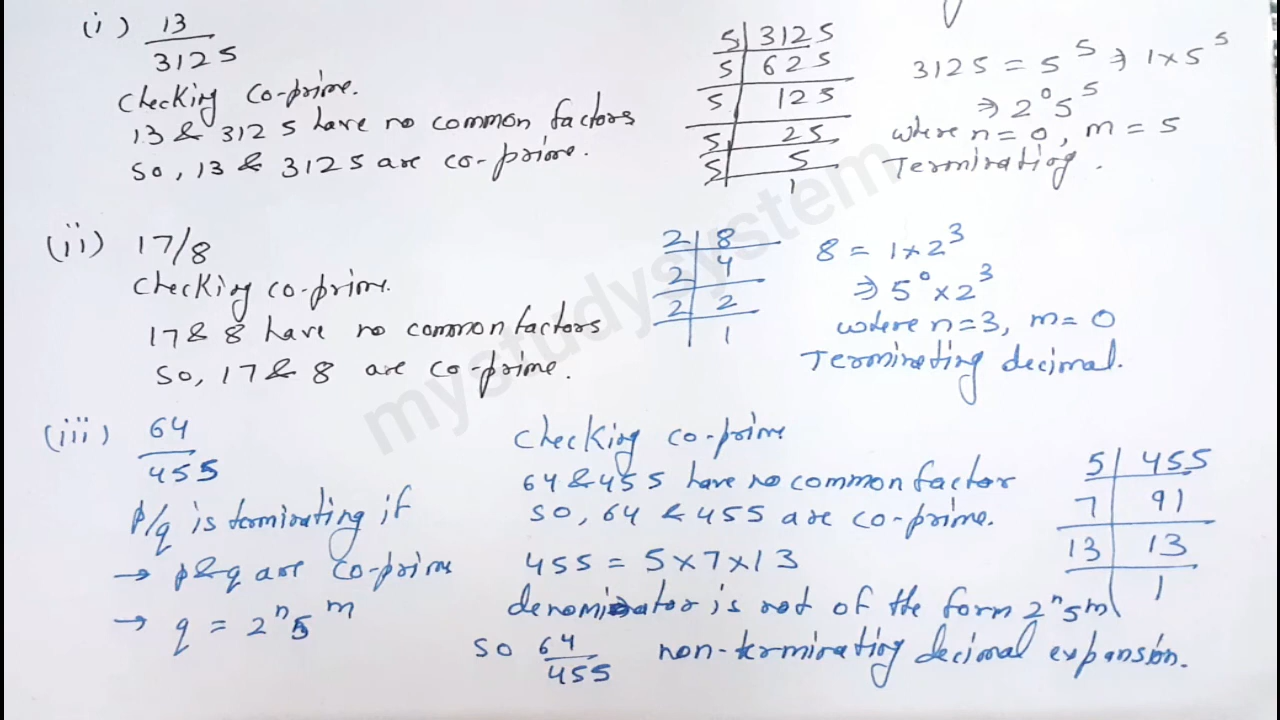 (i) 13/3125
Checking co-prime.
13 & 3125 have no common factors
So, 13 & 3125 are co-prime.
5 | 3125
5 | 625
5 | 125
5 | 25
5 | 5
1
3125 = 5^5 ⇒ 1×5^5
⇒ 2^0 5^5
where n=0, m=5
Terminating.
(ii) 17/8
Checking co-prime.
17 & 8 have no common factors
So, 17 & 8 are co-prime.
2 | 8
2 | 4
2 | 2
1
8 = 1×2^3
⇒ 5^0 × 2^3
where n=3, m=0
Terminating decimal.
(iii) 64/455
p/q is terminating if
→ p & q are co-prime
→ q = 2^n 5^m
Checking co-prime
64 & 455 have no common factor
So, 64 & 455 are co-prime.
455 = 5×7×13
denominator is not of the form 2^n 5^m
So 64/455 non-terminating decimal expansion.
5 | 455
7 | 91
13 | 13
1
mystudysystem